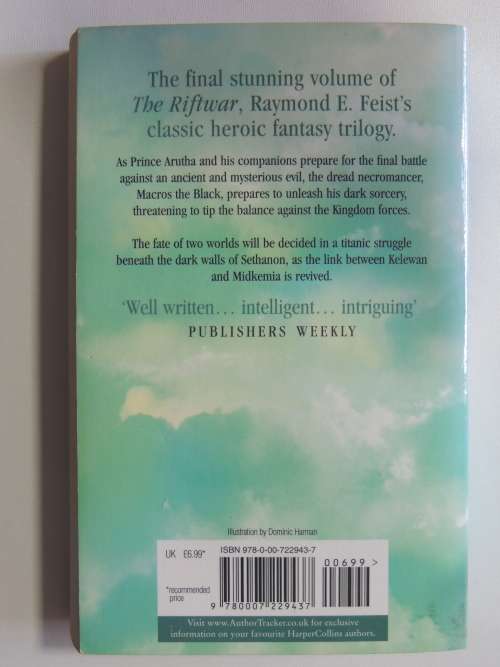 The final stunning volume of
The Riftwar, Raymond E. Feist's
classic heroic fantasy trilogy.
As Prince Arutha and his companions prepare for the final battle
against an ancient and mysterious evil, the dread necromancer,
Macros the Black, prepares to unleash his dark sorcery,
threatening to tip the balance against the Kingdom forces.
The fate of two worlds will be decided in a titanic struggle
beneath the dark walls of Sethanon, as the link between Kelewan
and Midkemia is revived.
‘Well written... intelligent... intriguing’
PUBLISHERS WEEKLY
Illustration by Dominic Harman
UK £6.99* ISBN 978-0-00-722943-7
00699 >
*recommended
price
9 780007 229437
Visit www.AuthorTracker.co.uk for exclusive
information on your favourite HarperCollins authors.